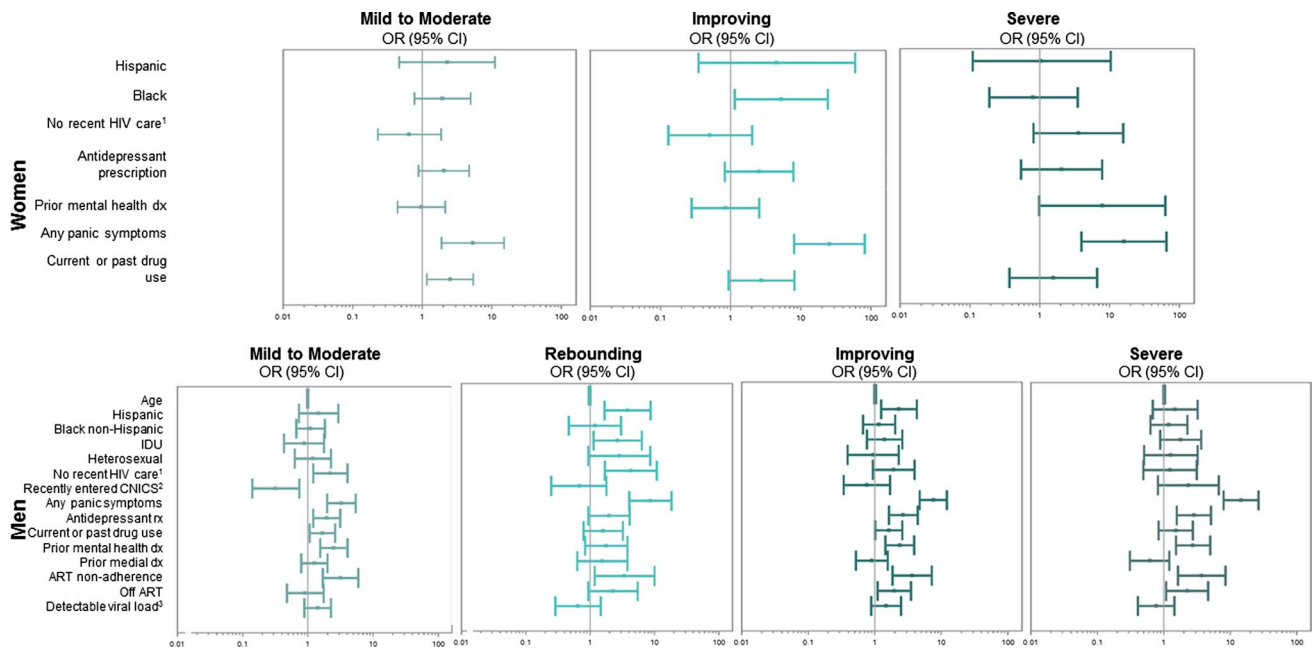 Mild to Moderate
OR (95% CI)
Improving
OR (95% CI)
Severe
OR (95% CI)
Women
Hispanic
Black
No recent HIV care¹
Antidepressant
prescription
Prior mental health dx
Any panic symptoms
Current or past drug
use
0.01 0.1 1 10 100
0.01 0.1 1 10 100
0.01 0.1 1 10 100
Mild to Moderate
OR (95% CI)
Rebounding
OR (95% CI)
Improving
OR (95% CI)
Severe
OR (95% CI)
Men
Age
Hispanic
Black non-Hispanic
IDU
Heterosexual
No recent HIV care¹
Recently entered CNICS²
Any panic symptoms
Antidepressant rx
Current or past drug use
Prior mental health dx
Prior medial dx
ART non-adherence
Off ART
Detectable viral load³
0.01 0.1 1 10 100
0.01 0.1 1 10 100
0.01 0.1 1 10 100
0.01 0.1 1 10 100